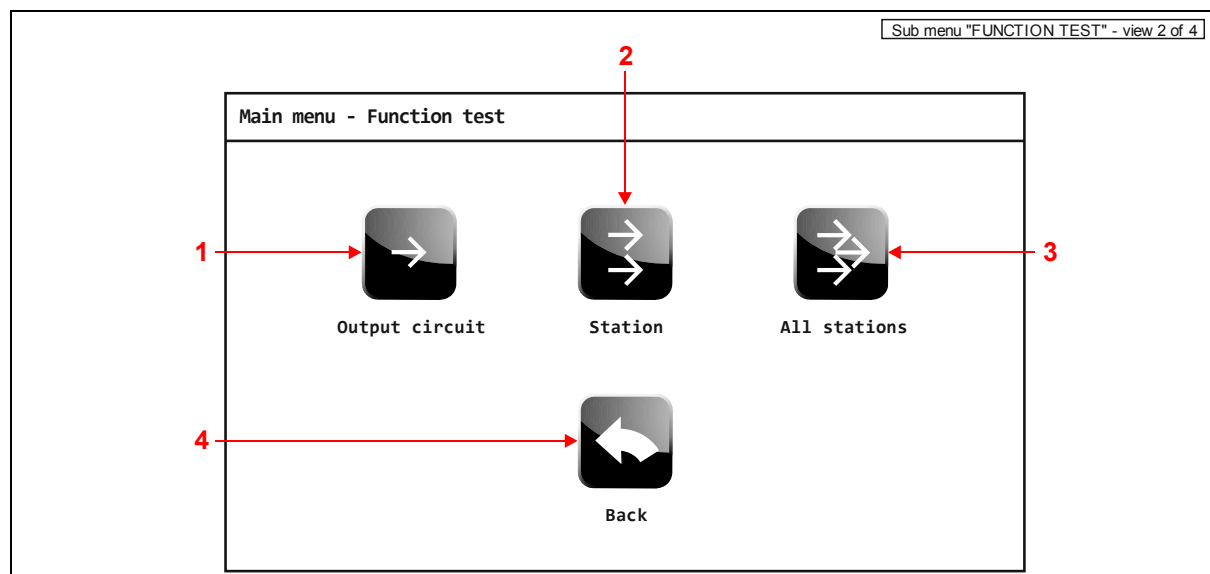 Sub menu "FUNCTION TEST" - view 2 of 4
2
Main menu - Function test
1
3
Output circuit
Station
All stations
4
Back